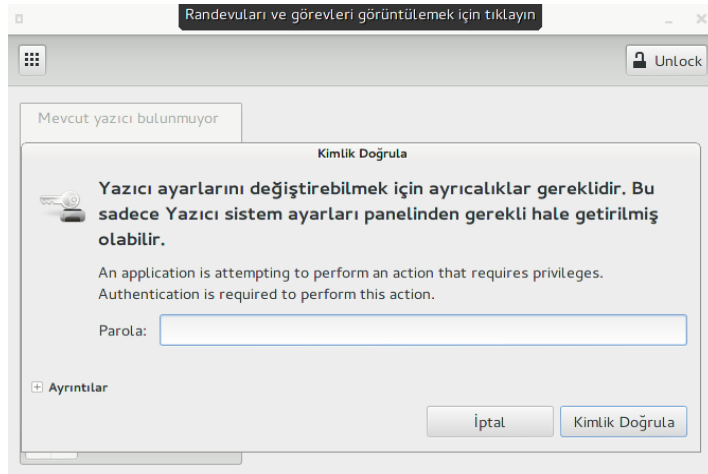 Randevuları ve görevleri görüntülemek için tıklayın
Unlock
Mevcut yazıcı bulunmuyor
Kimlik Doğrula
Yazıcı ayarlarını değiştirebilmek için ayrıcalıklar gereklidir. Bu
sadece Yazıcı sistem ayarları panelinden gerekli hale getirilmiş
olabilir.
An application is attempting to perform an action that requires privileges.
Authentication is required to perform this action.
Parola:
Ayrıntılar
İptal
Kimlik Doğrula